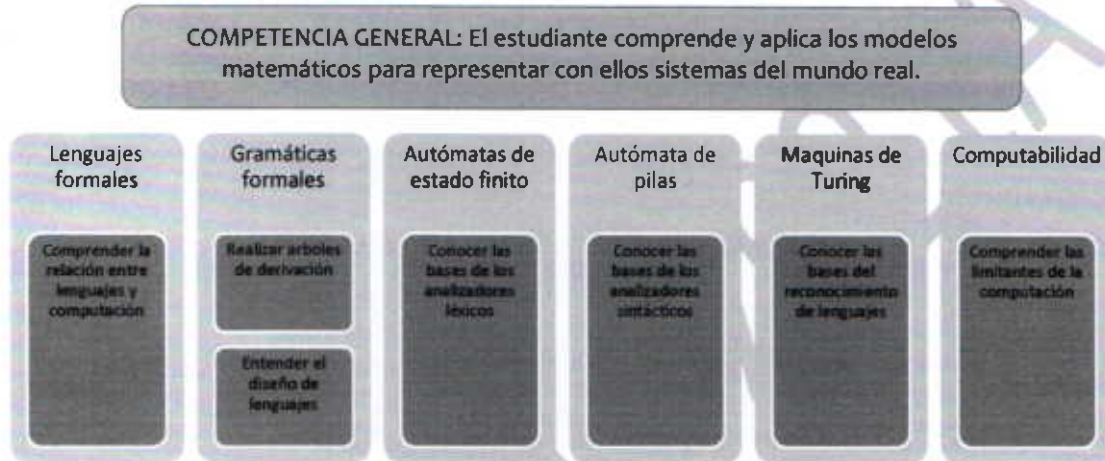 COMPETENCIA GENERAL: El estudiante comprende y aplica los modelos
matemáticos para representar con ellos sistemas del mundo real.
Lenguajes
formales
Comprender la
relación entre
lenguajes y
computación
Gramáticas
formales
Realizar arboles
de derivación
Entender el
diseño de
lenguajes
Autómatas de
estado finito
Conocer las
bases de los
analizadores
léxicos
Autómata de
pilas
Conocer las
bases de los
analizadores
sintácticos
Maquinas de
Turing
Conocer las
bases del
reconocimiento
de lenguajes
Computabilidad
Comprender las
limitantes de la
computación